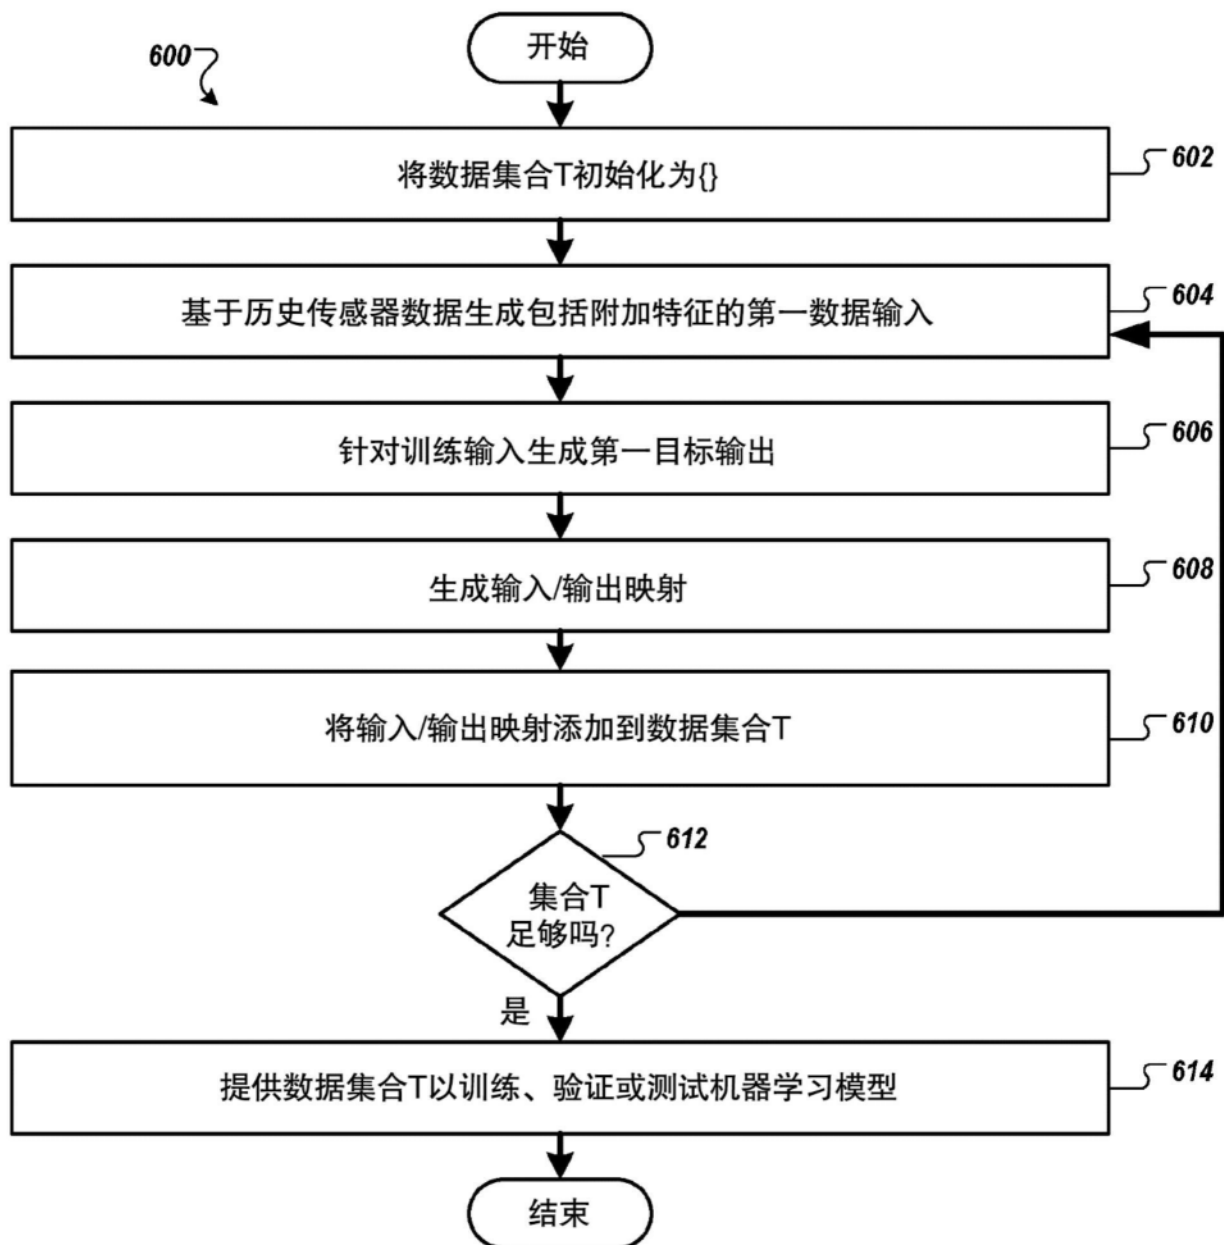 开始
600
将数据集合T初始化为{}
602
基于历史传感器数据生成包括附加特征的第一数据输入
604
针对训练输入生成第一目标输出
606
生成输入/输出映射
608
将输入/输出映射添加到数据集合T
610
612
集合T
足够吗?
是
提供数据集合T以训练、验证或测试机器学习模型
614
结束